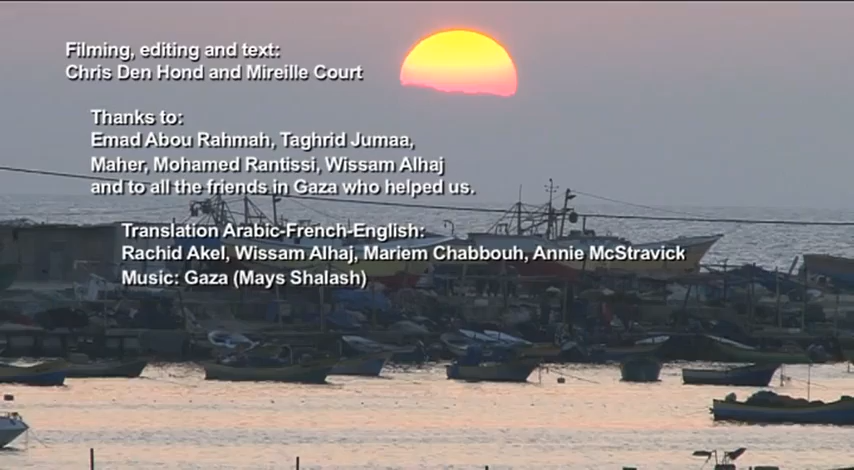 Filming, editing and text:
Chris Den Hond and Mireille Court
Thanks to:
Emad Abou Rahmah, Taghrid Jumaa,
Maher, Mohamed Rantissi, Wissam Alhaj
and to all the friends in Gaza who helped us.
Translation Arabic-French-English:
Rachid Akel, Wissam Alhaj, Mariem Chabbouh, Annie McStravick
Music: Gaza (Mays Shalash)